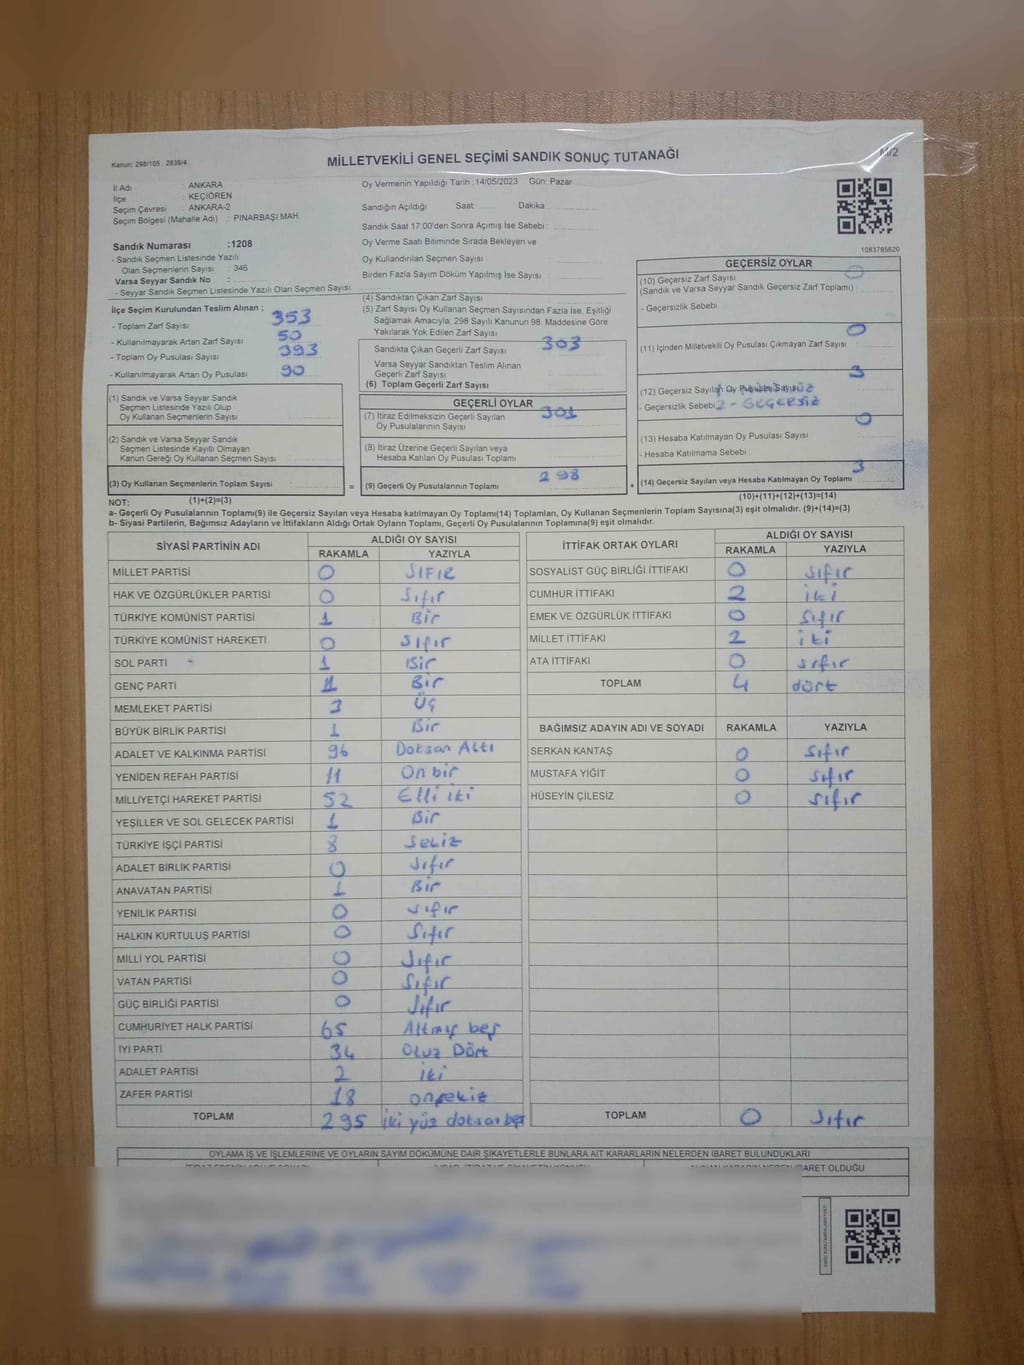 Kanun: 298/105 , 2839/4
MİLLETVEKİLİ GENEL SEÇİMİ SANDIK SONUÇ TUTANAĞI
İl Adı : ANKARA
İlçe : KEÇİÖREN
Seçim Çevresi : ANKARA-2
Seçim Bölgesi (Mahalle Adı) : PINARBAŞI MAH.
Sandık Numarası :1208
- Sandık Seçmen Listesinde Yazılı
Olan Seçmenlerin Sayısı : 346
Varsa Seyyar Sandık No :
- Seyyar Sandık Seçmen Listesinde Yazılı Olan Seçmen Sayısı:
Oy Vermenin Yapıldığı Tarih : 14/05/2023 Gün: Pazar
Sandığın Açıldığı Saat: Dakika
Sandık Saat 17:00'den Sonra Açımış İse Sebebi :
Oy Verme Saati Bitiminde Sırada Bekleyen ve
Oy Kullandırılan Seçmen Sayısı :
Birden Fazla Sayım Döküm Yapılmış İse Sayısı :
1083795620
İlçe Seçim Kurulundan Teslim Alınan ;
- Toplam Zarf Sayısı 353
- Kullanılmayarak Artan Zarf Sayısı 50
- Toplam Oy Pusulası Sayısı 393
- Kullanılmayarak Artan Oy Pusulası 90
(1) Sandık ve Varsa Seyyar Sandık
Seçmen Listesinde Yazılı Olup
Oy Kullanan Seçmenlerin Sayısı :
(2) Sandık ve Varsa Seyyar Sandık
Seçmen Listesinde Kayıtlı Olmayan
Kanun Gereği Oy Kullanan Seçmen Sayısı :
(3) Oy Kullanan Seçmenlerin Toplam Sayısı :
(1)+(2)=(3)
(4) Sandıktan Çıkan Zarf Sayısı :
(5) Zarf Sayısı Oy Kullanan Seçmen Sayısından Fazla İse, Eşitliği
Sağlamak Amacıyla, 298 Sayılı Kanunun 98. Maddesine Göre
Yakılarak Yok Edilen Zarf Sayısı :
Sandıkta Çıkan Geçerli Zarf Sayısı : 303
Varsa Seyyar Sandıktan Teslim Alınan
Geçerli Zarf Sayısı :
(6) Toplam Geçerli Zarf Sayısı :
GEÇERLİ OYLAR
(7) İtiraz Edilmeksizin Geçerli Sayılan 301
Oy Pusulalarının Sayısı :
(8) İtiraz Üzerine Geçerli Sayılan veya
Hesaba Katılan Oy Pusulası Toplamı :
= (9) Geçerli Oy Pusulalarının Toplamı : 298 +
GEÇERSİZ OYLAR
(10) Geçersiz Zarf Sayısı : 0
(Sandık ve Varsa Seyyar Sandık Geçersiz Zarf Toplamı)
- Geçersizlik Sebebi :
(11) İçinden Milletvekili Oy Pusulası Çıkmayan Zarf Sayısı : 0
3
(12) Geçersiz Sayılan Oy Pusulası Sayısı :
- Geçersizlik Sebebi : 2 - GEÇERSİZ
(13) Hesaba Katılmayan Oy Pusulası Sayısı : 0
- Hesaba Katılmama Sebebi :
(14) Geçersiz Sayılan veya Hesaba Katılmayan Oy Toplamı : 3
(10)+(11)+(12)+(13)=(14)
NOT:
a- Geçerli Oy Pusulalarının Toplamı(9) ile Geçersiz Sayılan veya Hesaba katılmayan Oy Toplamı(14) Toplamları, Oy Kullanan Seçmenlerin Toplam Sayısına(3) eşit olmalıdır. (9)+(14)=(3)
b- Siyasi Partilerin, Bağımsız Adayların ve İttifakların Aldığı Ortak Oyların Toplamı, Geçerli Oy Pusulalarının Toplamına(9) eşit olmalıdır.
SİYASİ PARTİNİN ADI ALDIĞI OY SAYISI
RAKAMLA YAZIYLA
MİLLET PARTİSİ 0 SIFIR
HAK VE ÖZGÜRLÜKLER PARTİSİ 0 Sıfır
TÜRKİYE KOMÜNİST PARTİSİ 1 Bir
TÜRKİYE KOMÜNİST HAREKETİ 0 Sıfır
SOL PARTİ 1 Bir
GENÇ PARTİ 1 Bir
MEMLEKET PARTİSİ 3 Üç
BÜYÜK BİRLİK PARTİSİ 1 Bir
ADALET VE KALKINMA PARTİSİ 96 Doksan Altı
YENİDEN REFAH PARTİSİ 11 On bir
MİLLİYETÇİ HAREKET PARTİSİ 52 Elli iki
YEŞİLLER VE SOL GELECEK PARTİSİ 1 Bir
TÜRKİYE İŞÇİ PARTİSİ 8 Sekiz
ADALET BİRLİK PARTİSİ 0 Sıfır
ANAVATAN PARTİSİ 1 Bir
YENİLİK PARTİSİ 0 Sıfır
HALKIN KURTULUŞ PARTİSİ 0 Sıfır
MİLLİ YOL PARTİSİ 0 Sıfır
VATAN PARTİSİ 0 Sıfır
GÜÇ BİRLİĞİ PARTİSİ 0 Sıfır
CUMHURİYET HALK PARTİSİ 65 Altmış beş
İYİ PARTİ 34 Otuz Dört
ADALET PARTİSİ 2 İki
ZAFER PARTİSİ 18 onsekiz
TOPLAM 295 iki yüz doksan beş
İTTİFAK ORTAK OYLARI ALDIĞI OY SAYISI
RAKAMLA YAZIYLA
SOSYALİST GÜÇ BİRLİĞİ İTTİFAKI 0 sıfır
CUMHUR İTTİFAKI 2 iki
EMEK VE ÖZGÜRLÜK İTTİFAKI 0 sıfır
MİLLET İTTİFAKI 2 iki
ATA İTTİFAKI 0 sıfır
TOPLAM 4 dört
BAĞIMSIZ ADAYIN ADI VE SOYADI RAKAMLA YAZIYLA
SERKAN KANTAŞ 0 sıfır
MUSTAFA YİĞİT 0 sıfır
HÜSEYİN ÇİLESİZ 0 sıfır
TOPLAM 0 sıfır
OYLAMA İŞ VE İŞLEMLERİNE VE OYLARIN SAYIM DÖKÜMÜNE DAİR ŞİKAYETLERLE BUNLARA AİT KARARLARIN NELERDEN İBARET BULUNDUKLARI
İBARET OLDUĞU